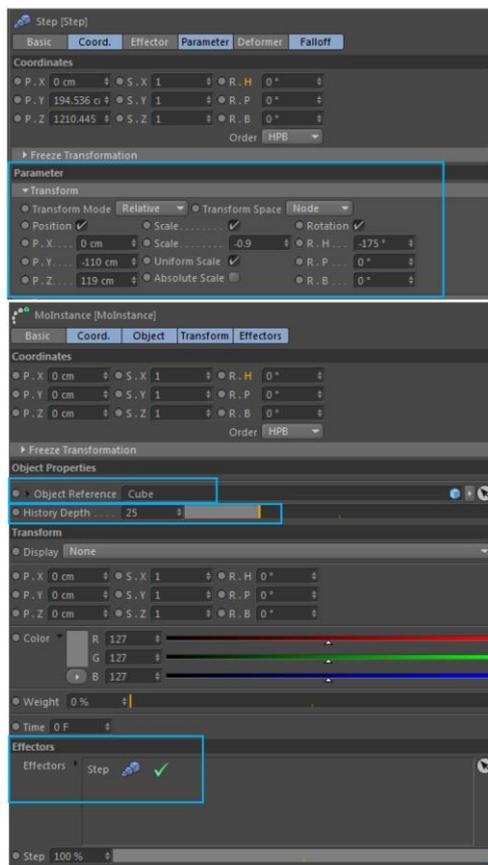 Step [Step]
Basic Coord. Effector Parameter Deformer Falloff
Coordinates
P . X 0 cm S . X 1 R . H 0 °
P . Y 194.536 c S . Y 1 R . P 0 °
P . Z 1210.445 S . Z 1 R . B 0 °
Order HPB
Freeze Transformation
Parameter
Transform
Transform Mode Relative Transform Space Node
Position Scale........ Rotation
P . X.... 0 cm Scale........ -0.9 R . H... -175 °
P . Y.... -110 cm Uniform Scale R . P... 0 °
P . Z.... 119 cm Absolute Scale R . B... 0 °
MoInstance [MoInstance]
Basic Coord. Object Transform Effectors
Coordinates
P . X 0 cm S . X 1 R . H 0 °
P . Y 0 cm S . Y 1 R . P 0 °
P . Z 0 cm S . Z 1 R . B 0 °
Order HPB
Freeze Transformation
Object Properties
Object Reference Cube
History Depth .... 25
Transform
Display None
P . X 0 cm S . X 1 R . H 0 °
P . Y 0 cm S . Y 1 R . P 0 °
P . Z 0 cm S . Z 1 R . B 0 °
Color R 127
G 127
B 127
Weight 0 %
Time 0 F
Effectors
Effectors Step
Step 100 %